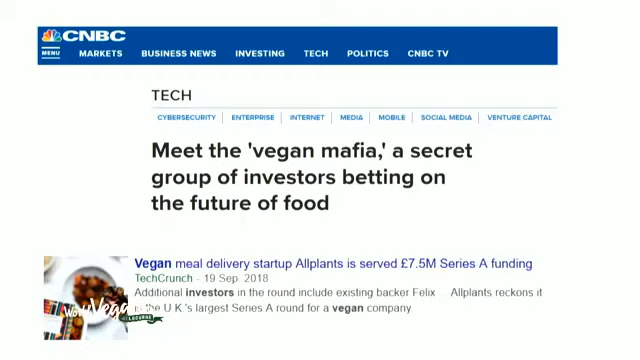 CNBC
MENU MARKETS BUSINESS NEWS INVESTING TECH POLITICS CNBC TV
TECH
CYBERSECURITY ENTERPRISE INTERNET MEDIA MOBILE SOCIAL MEDIA VENTURE CAPITAL
Meet the 'vegan mafia,' a secret
group of investors betting on
the future of food
Vegan meal delivery startup Allplants is served £7.5M Series A funding
TechCrunch - 19 Sep. 2018
Additional investors in the round include existing backer Felix Allplants reckons it
is the U.K.'s largest Series A round for a vegan company